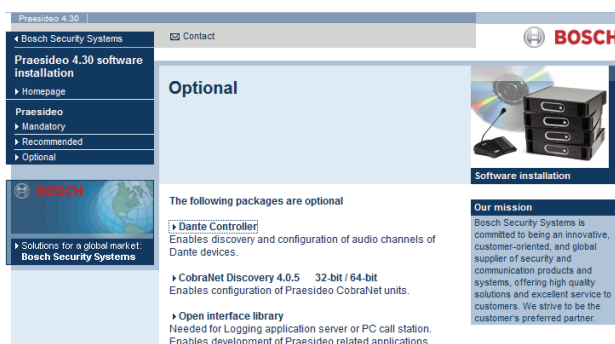 Praesideo 4.30
Bosch Security Systems
Contact
BOSCH
Praesideo 4.30 software
installation
Homepage
Praesideo
Mandatory
Recommended
Optional
BOSCH
Solutions for a global market:
Bosch Security Systems
Optional
The following packages are optional
Dante Controller
Enables discovery and configuration of audio channels of
Dante devices.
CobraNet Discovery 4.0.5 32-bit / 64-bit
Enables configuration of Praesideo CobraNet units.
Open interface library
Needed for Logging application server or PC call station.
Enables development of Praesideo related applications
Software installation
Our mission
Bosch Security Systems is
committed to being an innovative,
customer-oriented, and global
supplier of security and
communication products and
systems, offering high quality
solutions and excellent service to
customers. We strive to be the
customer's preferred partner.